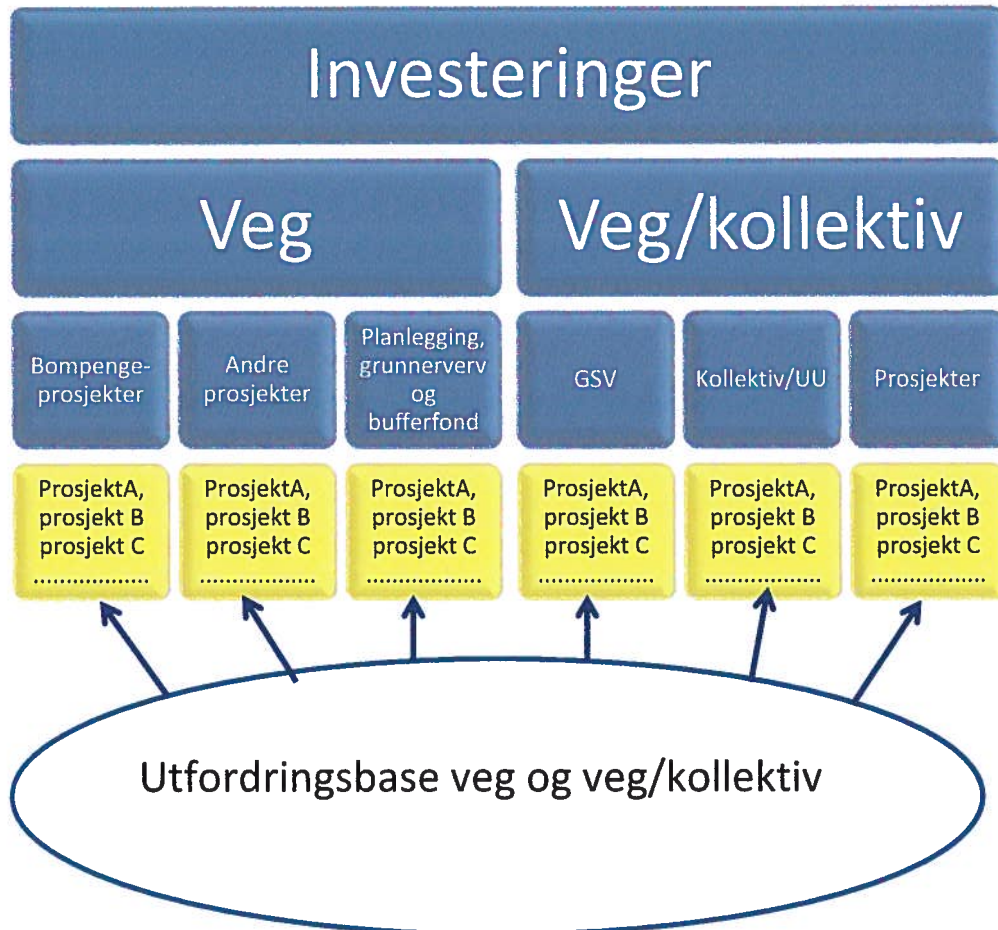 Investeringer
Veg
Veg/kollektiv
Bompenge-
prosjekter
Andre
prosjekter
Planlegging,
grunnerverv
og
bufferfond
GSV
Kollektiv/UU
Prosjekter
ProsjektA,
prosjekt B
prosjekt C
..................
ProsjektA,
prosjekt B
prosjekt C
..................
ProsjektA,
prosjekt B
prosjekt C
..................
ProsjektA,
prosjekt B
prosjekt C
..................
ProsjektA,
prosjekt B
prosjekt C
..................
ProsjektA,
prosjekt B
prosjekt C
..................
Utfordringsbase veg og veg/kollektiv